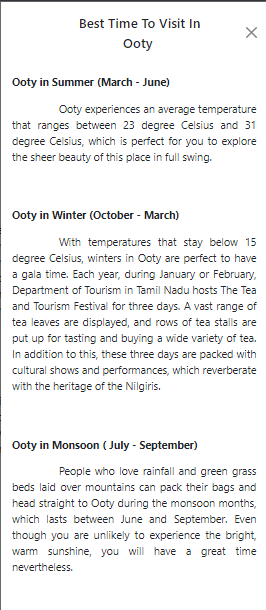 Best Time To Visit In
Ooty
Ooty in Summer (March - June)
Ooty experiences an average temperature
that ranges between 23 degree Celsius and 31
degree Celsius, which is perfect for you to explore
the sheer beauty of this place in full swing.
Ooty in Winter (October - March)
With temperatures that stay below 15
degree Celsius, winters in Ooty are perfect to have
a gala time. Each year, during January or February,
Department of Tourism in Tamil Nadu hosts The Tea
and Tourism Festival for three days. A vast range of
tea leaves are displayed, and rows of tea stalls are
put up for tasting and buying a wide variety of tea.
In addition to this, these three days are packed with
cultural shows and performances, which reverberate
with the heritage of the Nilgiris.
Ooty in Monsoon ( July - September)
People who love rainfall and green grass
beds laid over mountains can pack their bags and
head straight to Ooty during the monsoon months,
which lasts between June and September. Even
though you are unlikely to experience the bright,
warm sunshine, you will have a great time
nevertheless.